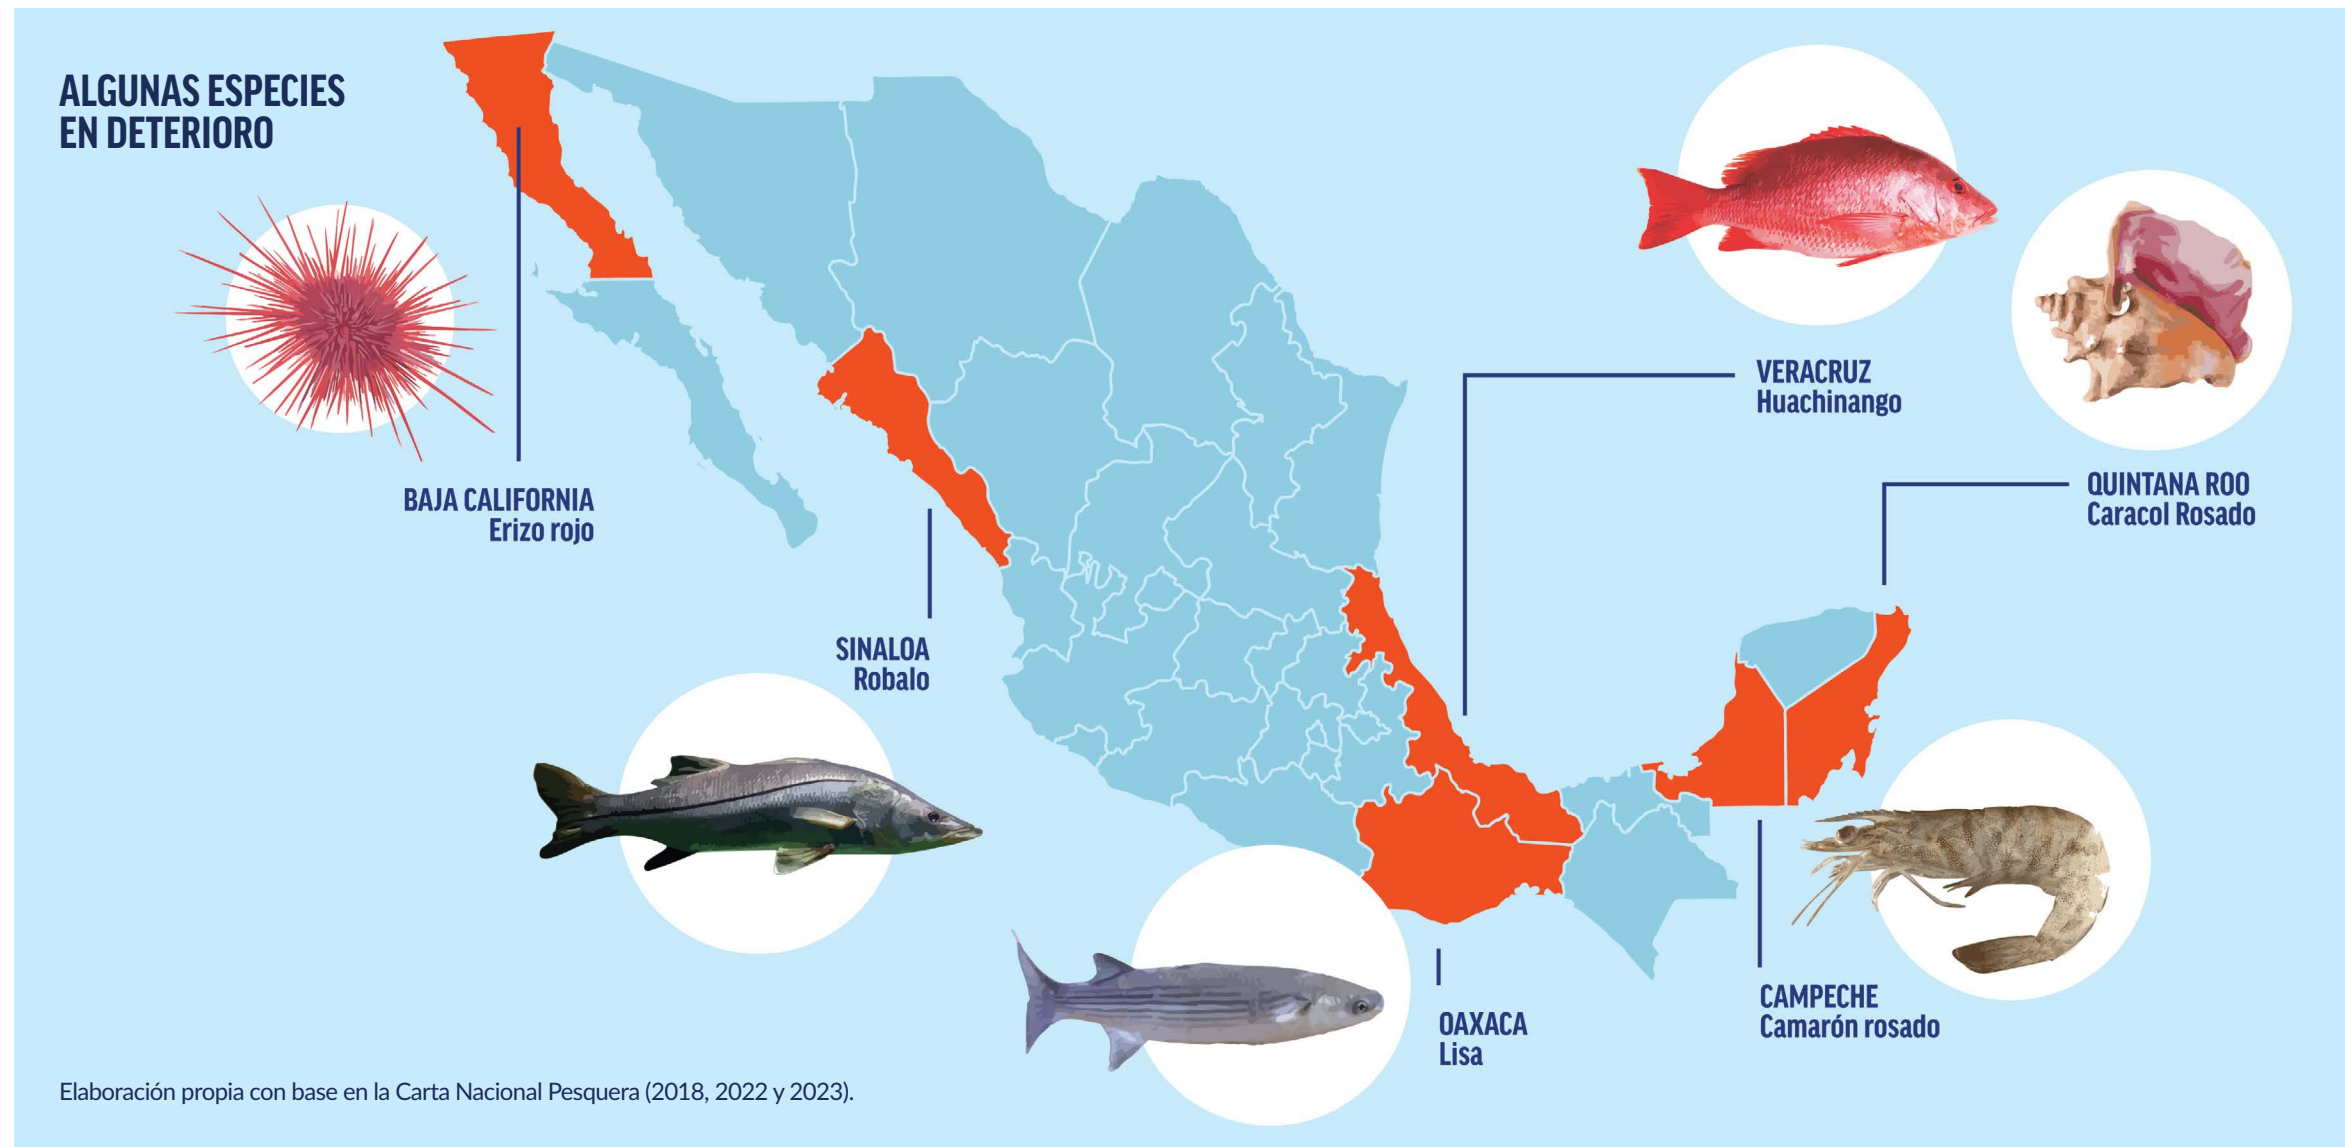 ALGUNAS ESPECIES
EN DETERIORO
BAJA CALIFORNIA
Erizo rojo
SINALOA
Robalo
VERACRUZ
Huachinango
QUINTANA ROO
Caracol Rosado
OAXACA
Lisa
CAMPECHE
Camarón rosado
Elaboración propia con base en la Carta Nacional Pesquera (2018, 2022 y 2023).